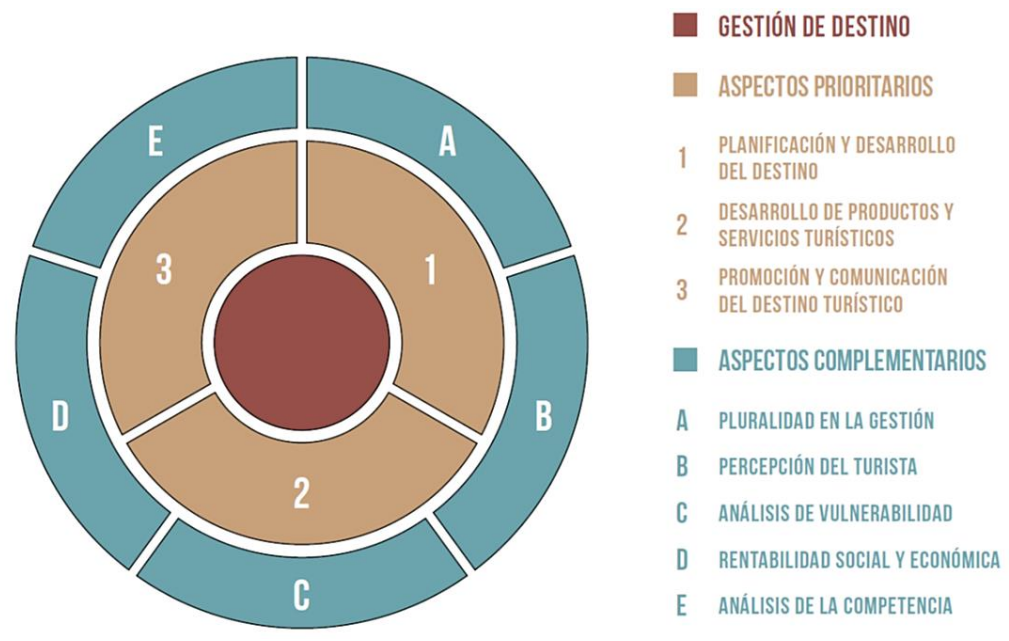 E
A
3
1
D
B
2
C
GESTIÓN DE DESTINO
ASPECTOS PRIORITARIOS
1 PLANIFICACIÓN Y DESARROLLO
DEL DESTINO
2 DESARROLLO DE PRODUCTOS Y
SERVICIOS TURÍSTICOS
3 PROMOCIÓN Y COMUNICACIÓN
DEL DESTINO TURÍSTICO
ASPECTOS COMPLEMENTARIOS
A PLURALIDAD EN LA GESTIÓN
B PERCEPCIÓN DEL TURISTA
C ANÁLISIS DE VULNERABILIDAD
D RENTABILIDAD SOCIAL Y ECONÓMICA
E ANÁLISIS DE LA COMPETENCIA